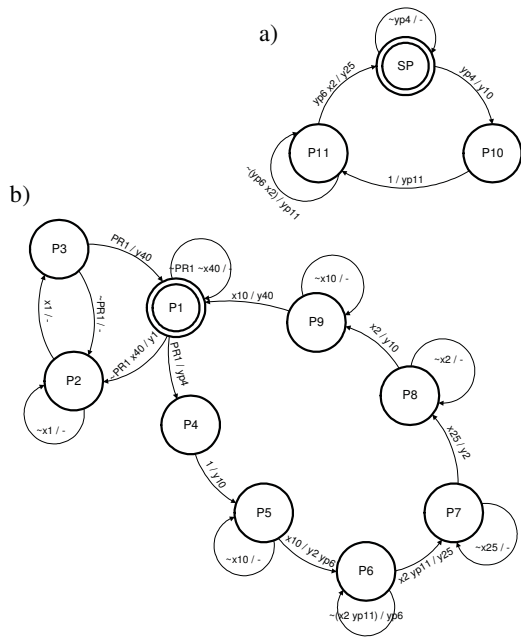 a)
~yp4 / -
SP
yp6 x2 / y25
yp4 / y10
P11
P10
~(yp6 x2) / yp11
1 / yp11
b)
P3
PR1 / y40
~PR1 ~x40 / -
~x10 / -
x1 / -
~PR1 / -
P1
x10 / y40
P9
~PR1 x40 / y1
PR1 / yp4
x2 / y10
P2
~x1 / -
P8
~x2 / -
P4
1 / y10
x25 / y2
P5
P7
~x10 / -
x10 / y2 yp6
~x25 / -
P6
x2 yp11 / y25
~(x2 yp11) / yp6